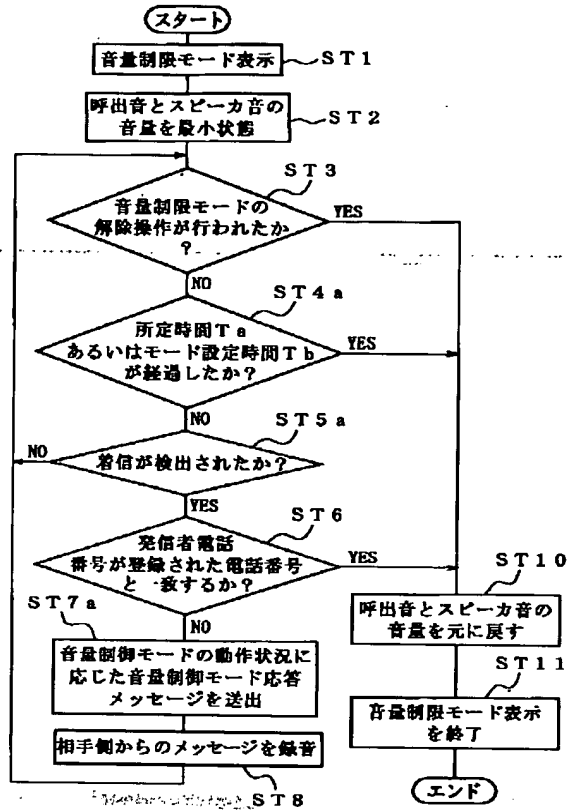 スタート
音量制限モード表示
ST1
呼出音とスピーカ音の
音量を最小状態
ST2
ST3
音量制限モードの
解除操作が行われたか
?
YES
NO
ST4a
所定時間Ta
あるいはモード設定時間Tb
が経過したか?
YES
NO
ST5a
着信が検出されたか?
NO
YES
ST6
発信者電話
番号が登録された電話番号
と一致するか?
YES
NO
ST7a
音量制御モードの動作状況に
応じた音量制御モード応答
メッセージを送出
相手側からのメッセージを録音
ST8
ST10
呼出音とスピーカ音の
音量を元に戻す
ST11
音量制限モード表示
を終了
エンド